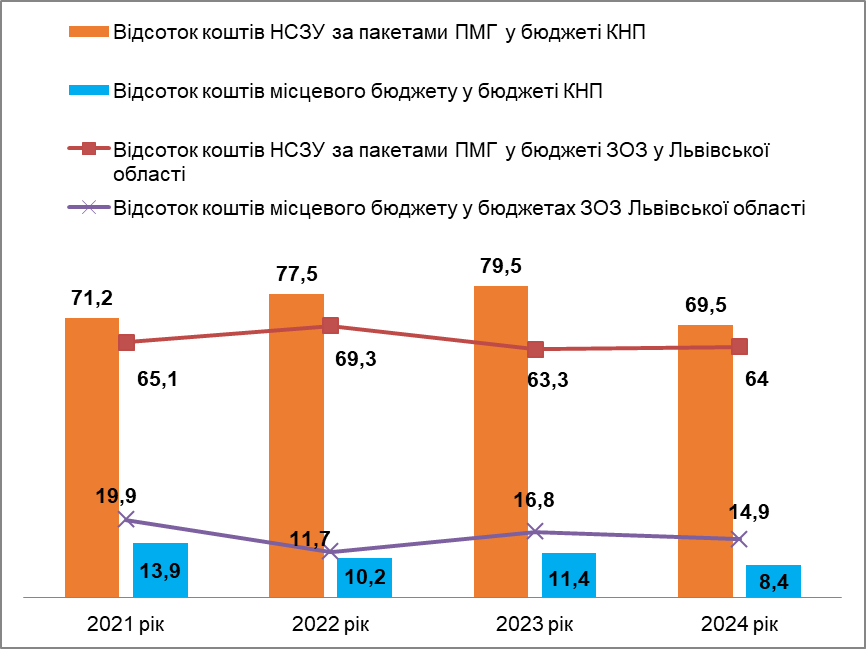 Відсоток коштів НСЗУ за пакетами ПМГ у бюджеті КНП
Відсоток коштів місцевого бюджету у бюджеті КНП
Відсоток коштів НСЗУ за пакетами ПМГ у бюджеті ЗОЗ у Львівської
області
Відсоток коштів місцевого бюджету у бюджетах ЗОЗ Львівської області
71,2
77,5
79,5
69,5
65,1
69,3
63,3
64
19,9
11,7
16,8
14,9
13,9
10,2
11,4
8,4
2021 рік
2022 рік
2023 рік
2024 рік